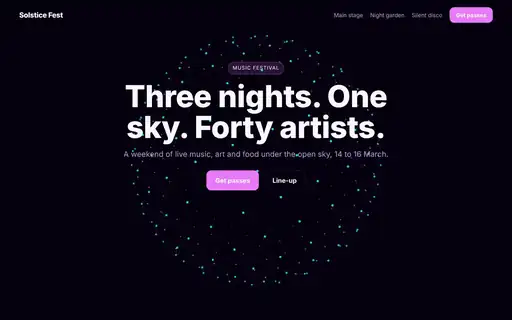 Solstice Fest
Main stage
Night garden
Silent disco
Get passes
MUSIC FESTIVAL
Three nights. One
sky. Forty artists.
A weekend of live music, art and food under the open sky, 14 to 16 March.
Get passes
Line-up